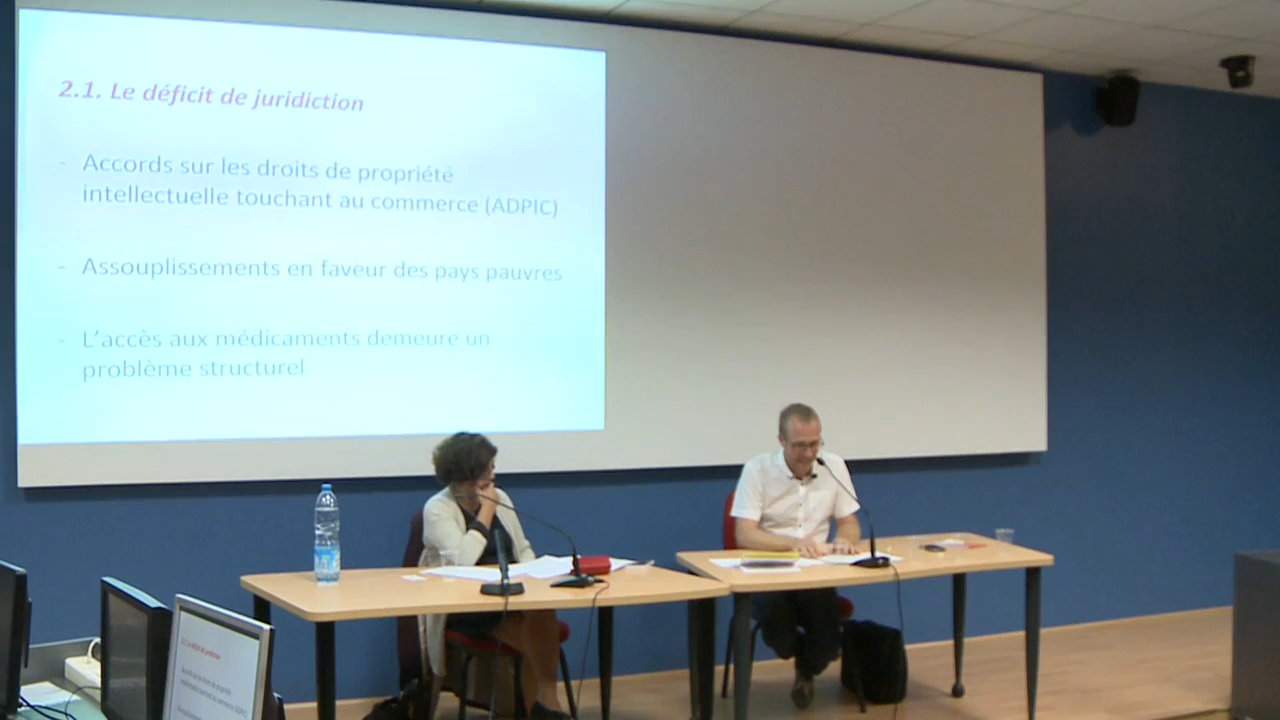 2.1. Le déficit de juridiction
- Accords sur les droits de propriété
intellectuelle touchant au commerce (ADPIC)
- Assouplissements en faveur des pays pauvres
- L'accès aux médicaments demeure un
problème structurel